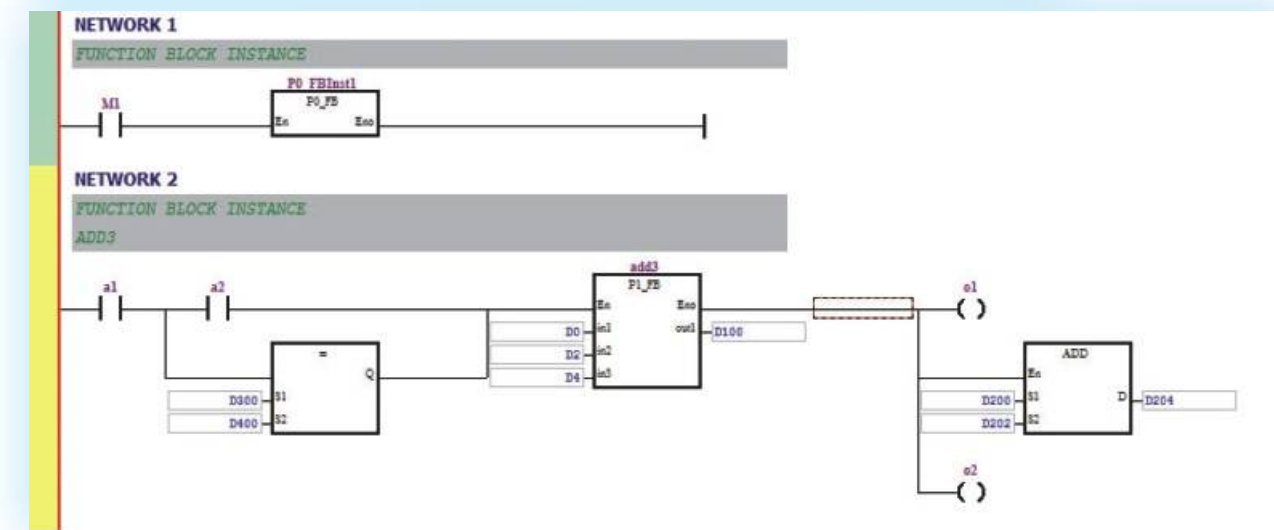 NETWORK 1
FUNCTION BLOCK INSTANCE
M1
P0_FBInst1
P0_FB
En Eno
NETWORK 2
FUNCTION BLOCK INSTANCE
ADD3
a1 a2
add3
P1_FB
En Eno
D0 in1 out1 D100
D2 in2
D4 in3
=
Q
D300 S1
D400 S2
o1
ADD
En
D200 S1 D D204
D202 S2
o2